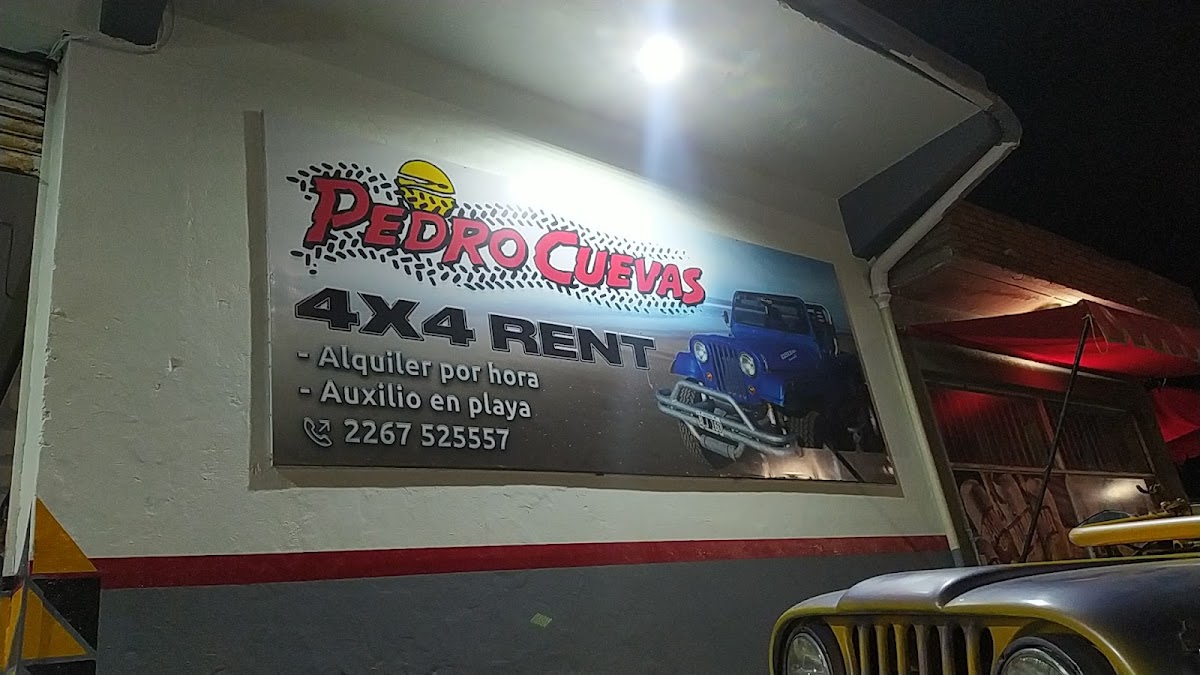 PEDRO CUEVAS
4X4 RENT
- Alquiler por hora
- Auxilio en playa
2267 525557